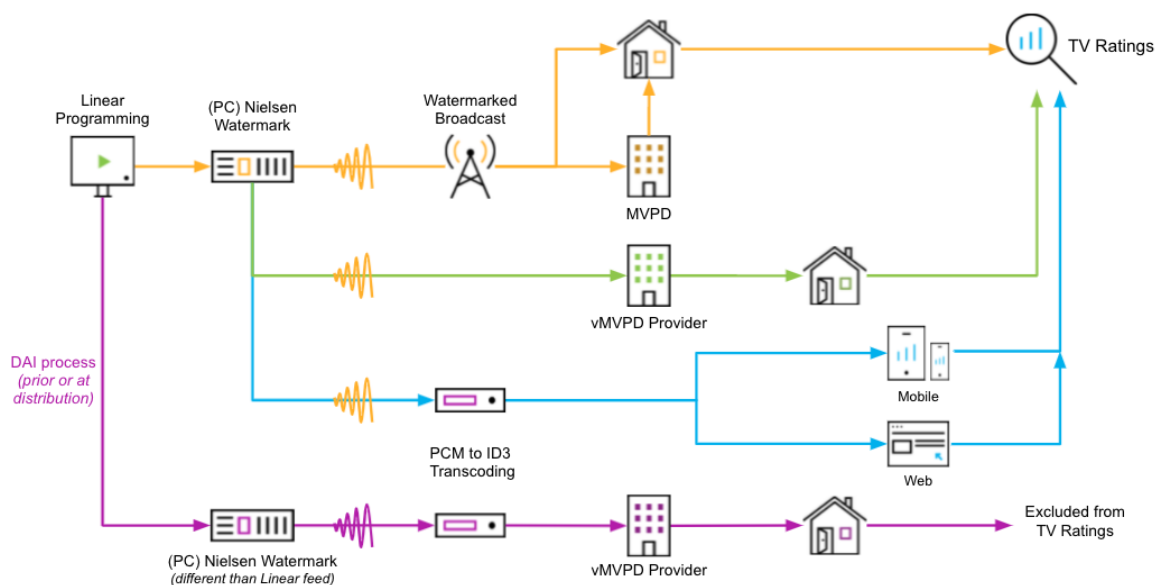 TV Ratings
Linear
Programming
(PC) Nielsen
Watermark
Watermarked
Broadcast
MVPD
vMVPD Provider
DAI process
(prior or at
distribution)
Mobile
PCM to ID3
Transcoding
Web
Excluded from
TV Ratings
(PC) Nielsen Watermark
(different than Linear feed)
vMVPD Provider